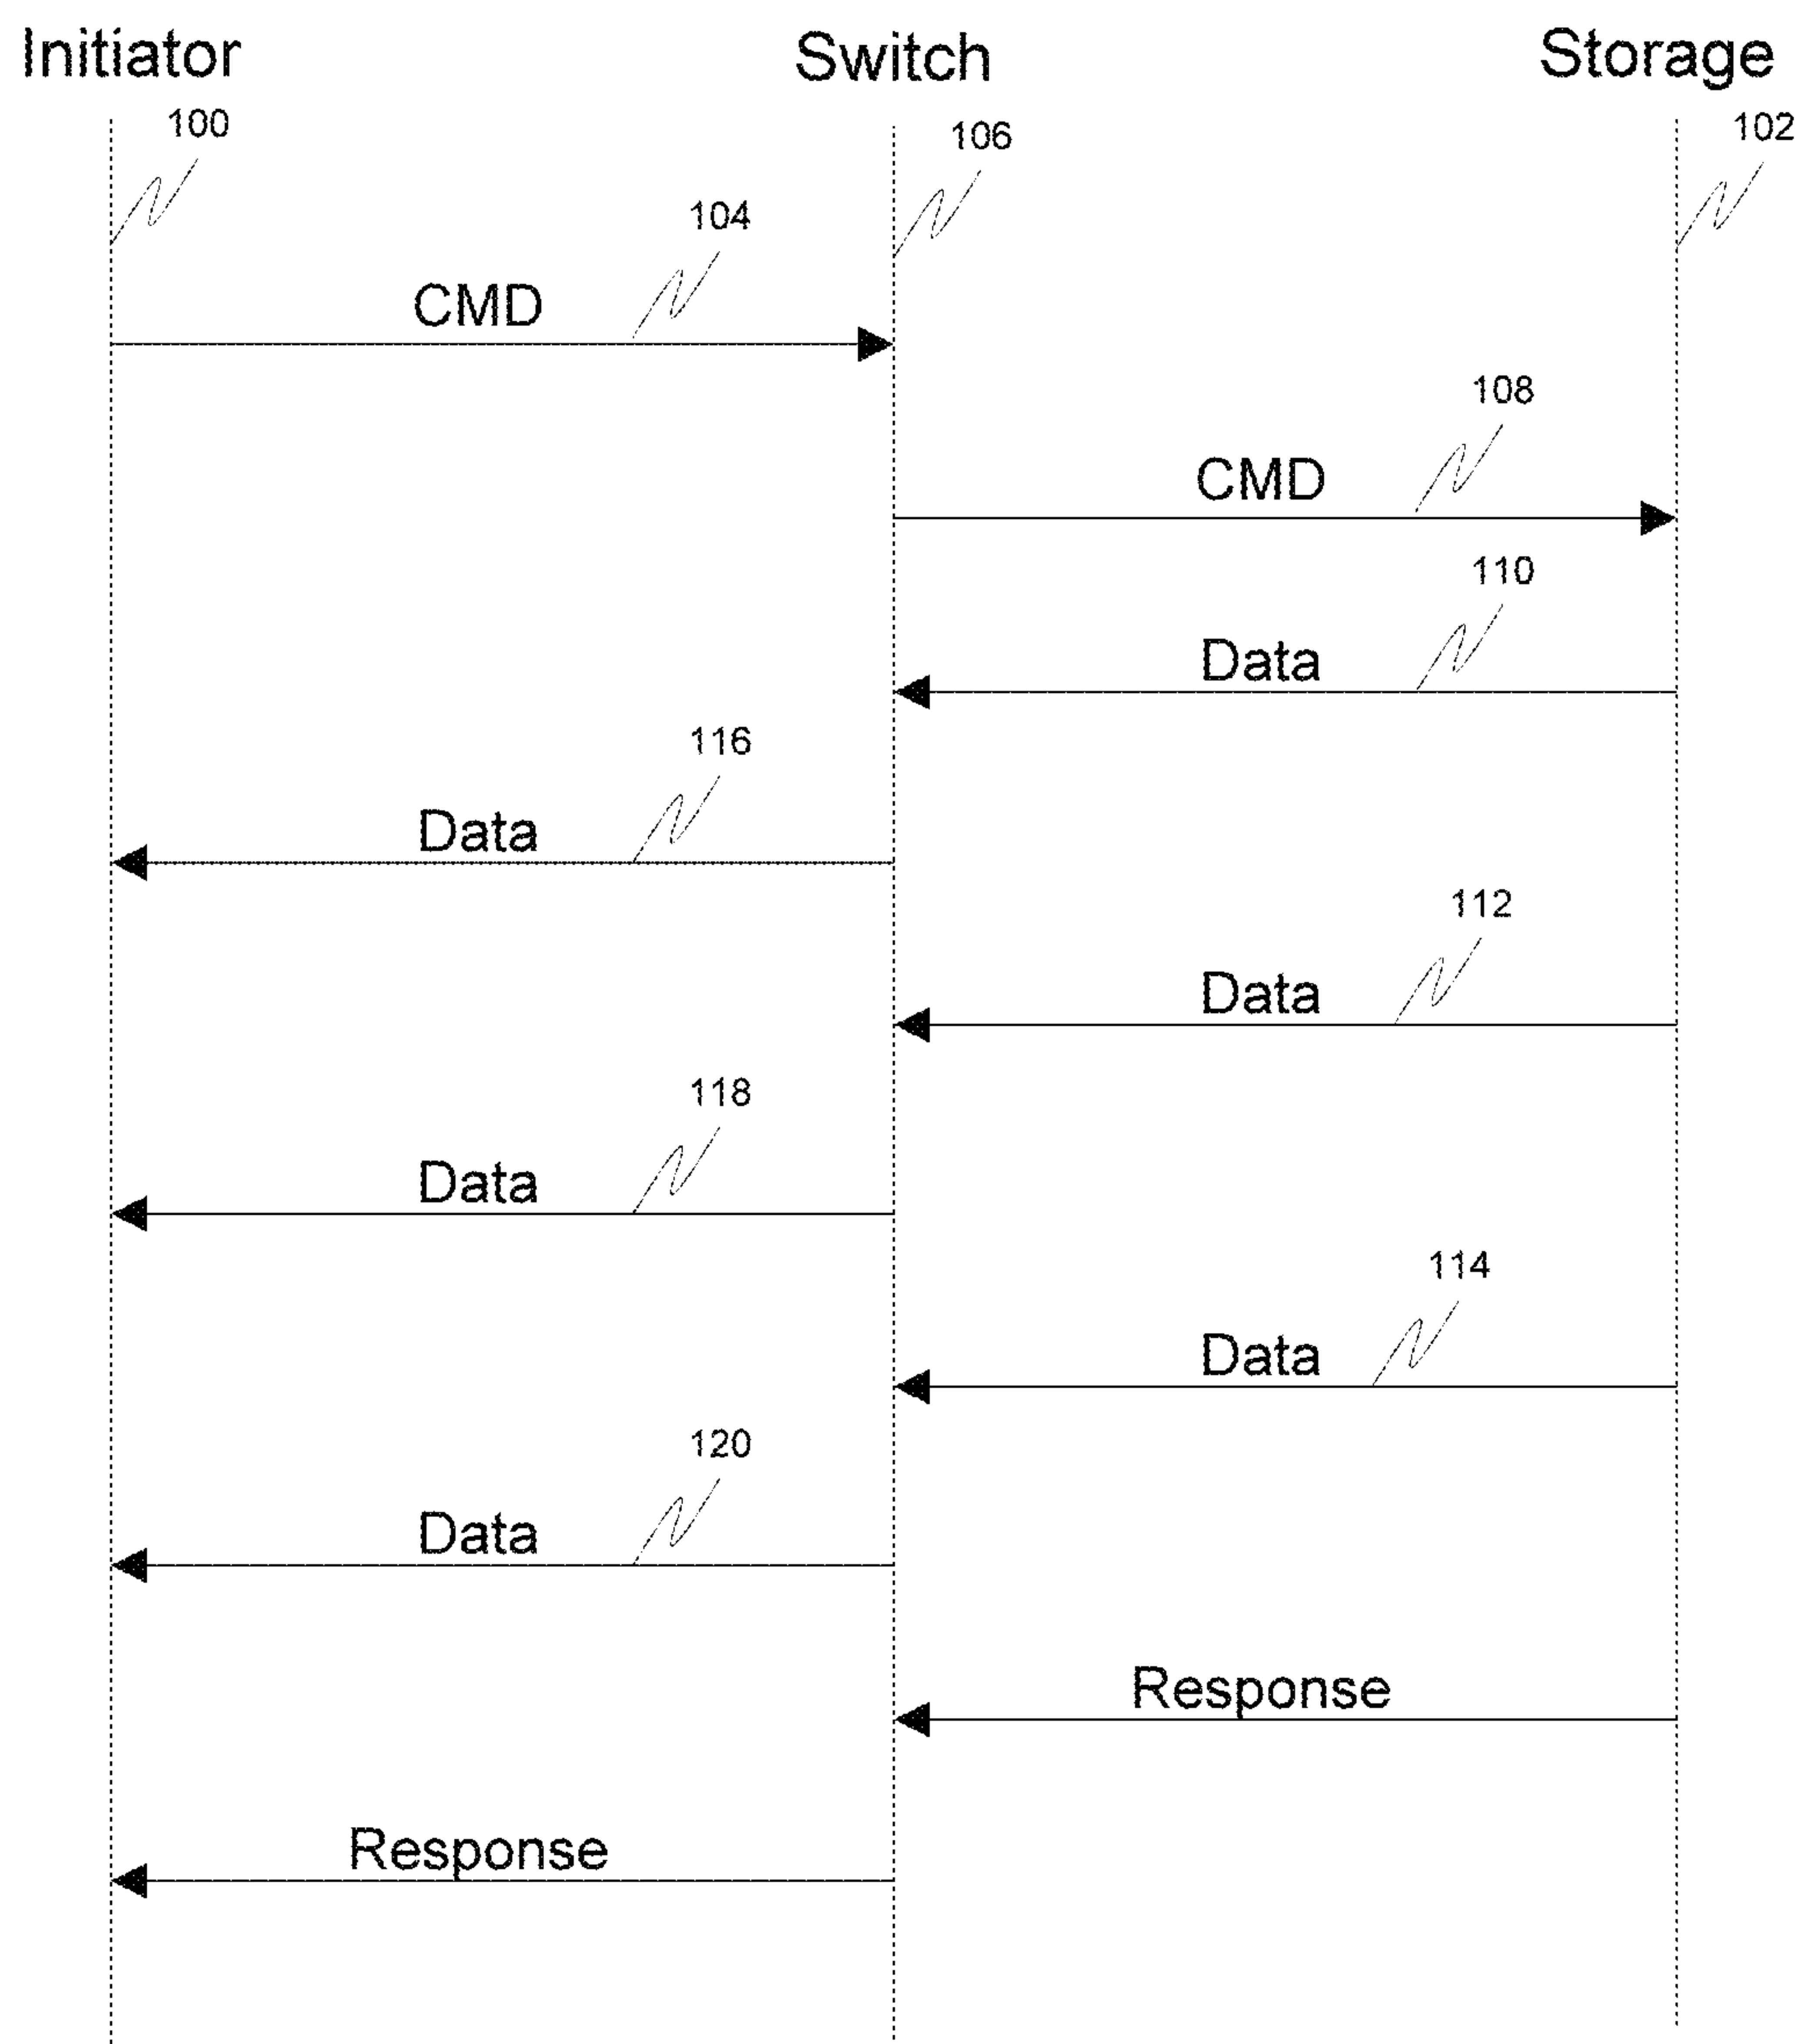 Initiator Switch Storage
100
106
102
104
CMD
108
CMD
110
Data
116
Data
112
Data
118
Data
114
Data
120
Data
Response
Response